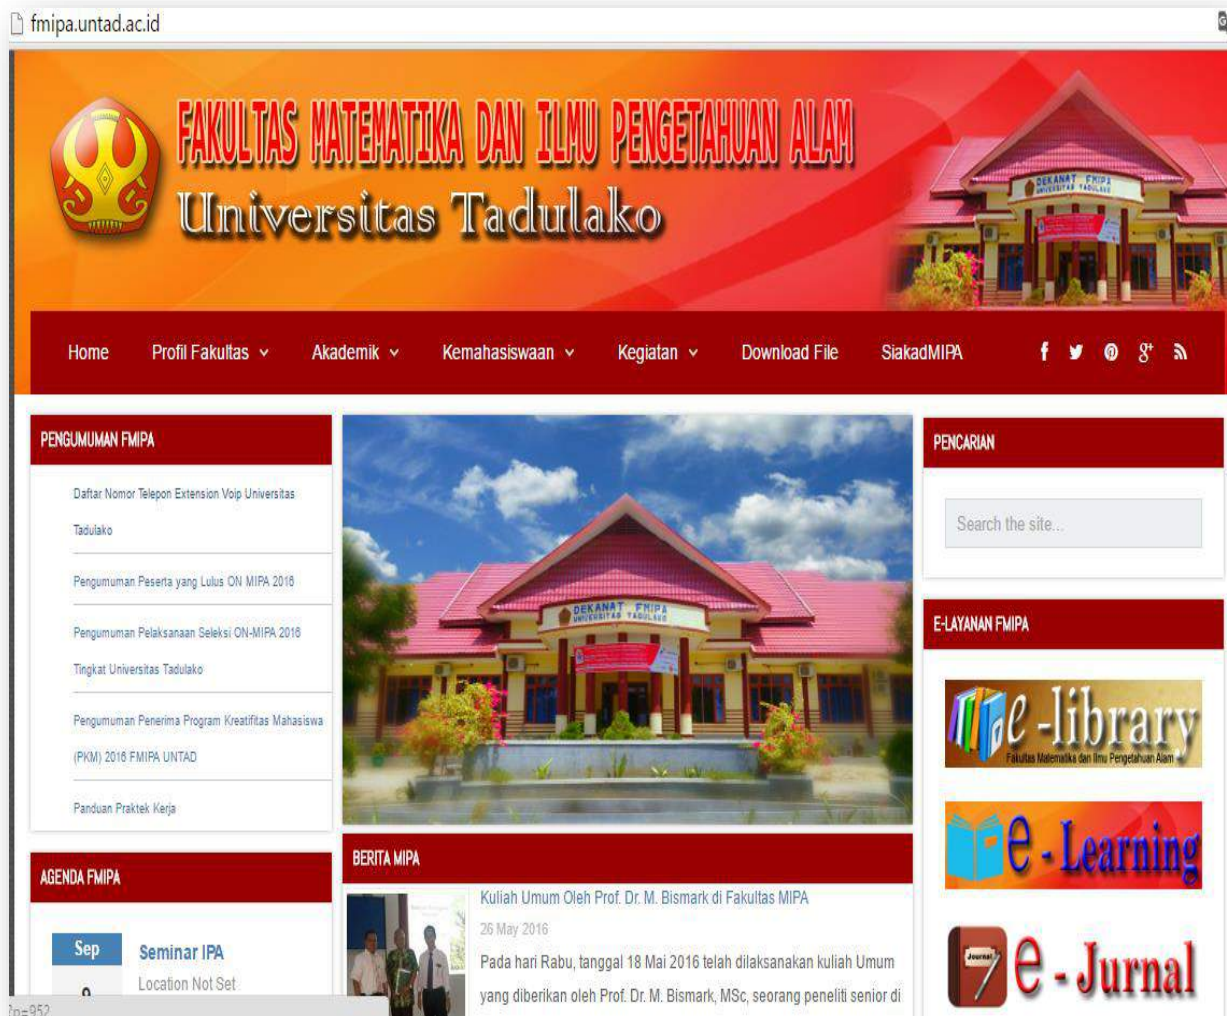 fmipa.untad.ac.id
FAKULTAS MATEMATIKA DAN ILMU PENGETAHUAN ALAM
Universitas Tadulako
DEKANAT FMIPA
UNIVERSITAS TADULAKO
Home Profil Fakultas Akademik Kemahasiswaan Kegiatan Download File SiakadMIPA
PENGUMUMAN FMIPA
Daftar Nomor Telepon Extension Voip Universitas
Tadulako
Pengumuman Peserta yang Lulus ON MIPA 2016
Pengumuman Pelaksanaan Seleksi ON-MIPA 2016
Tingkat Universitas Tadulako
Pengumuman Penerima Program Kreatifitas Mahasiswa
(PKM) 2016 FMIPA UNTAD
Panduan Praktek Kerja
AGENDA FMIPA
Sep
9
Seminar IPA
Location Not Set
?p=952
DEKANAT FMIPA
UNIVERSITAS TADULAKO
BERITA MIPA
Kuliah Umum Oleh Prof. Dr. M. Bismark di Fakultas MIPA
26 May 2016
Pada hari Rabu, tanggal 18 Mai 2016 telah dilaksanakan kuliah Umum
yang diberikan oleh Prof. Dr. M. Bismark, MSc, seorang peneliti senior di
PENCARIAN
Search the site...
E-LAYANAN FMIPA
e-library
Fakultas Matematika dan Ilmu Pengetahuan Alam
e - Learning
Journal
e - Jurnal